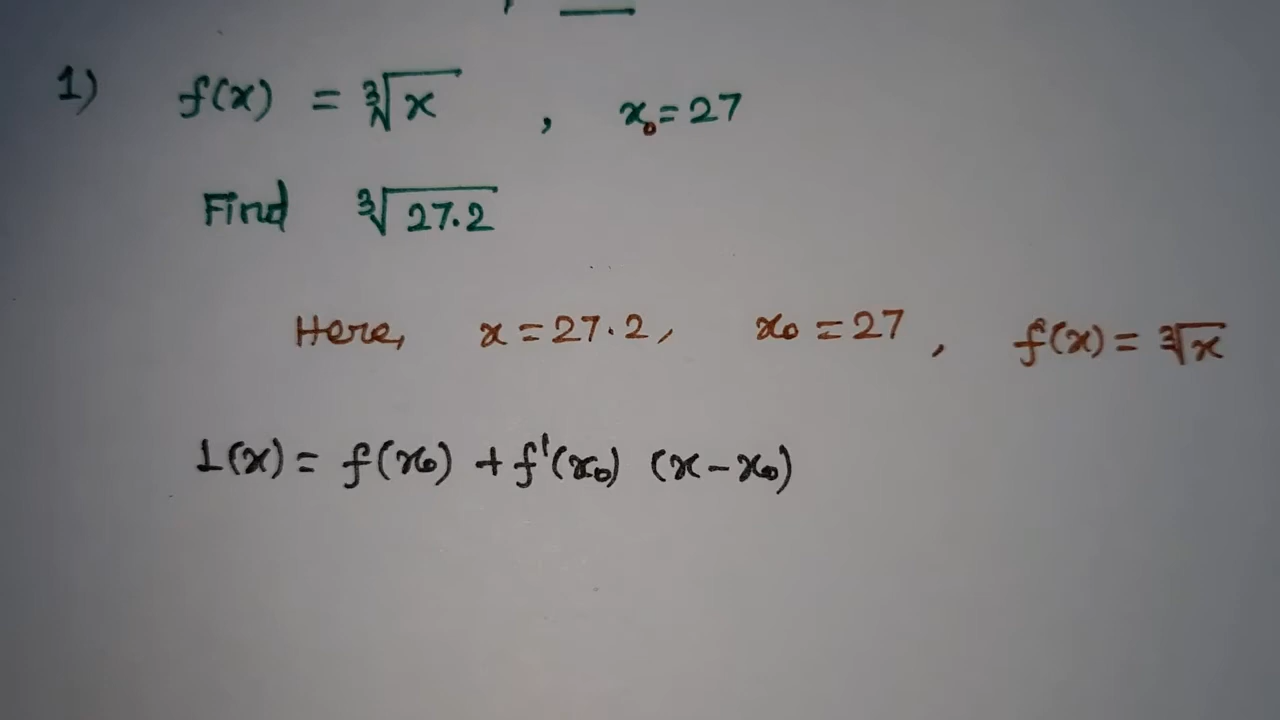 1) f(x) = ∛x , x₀ = 27
Find ∛27.2
Here, x = 27.2, x₀ = 27, f(x) = ∛x
L(x) = f(x₀) + f'(x₀) (x - x₀)